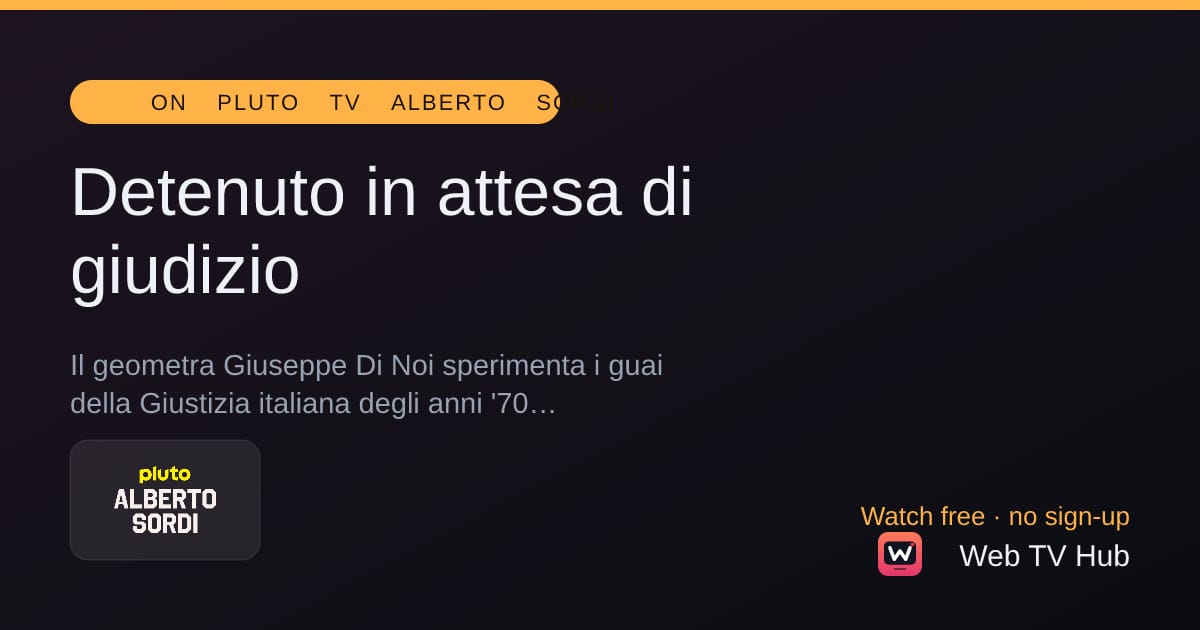 ON PLUTO TV ALBERTO SORDI
Detenuto in attesa di
giudizio
Il geometra Giuseppe Di Noi sperimenta i guai
della Giustizia italiana degli anni '70…
pluto
ALBERTO
SORDI
Watch free · no sign-up
W
Web TV Hub